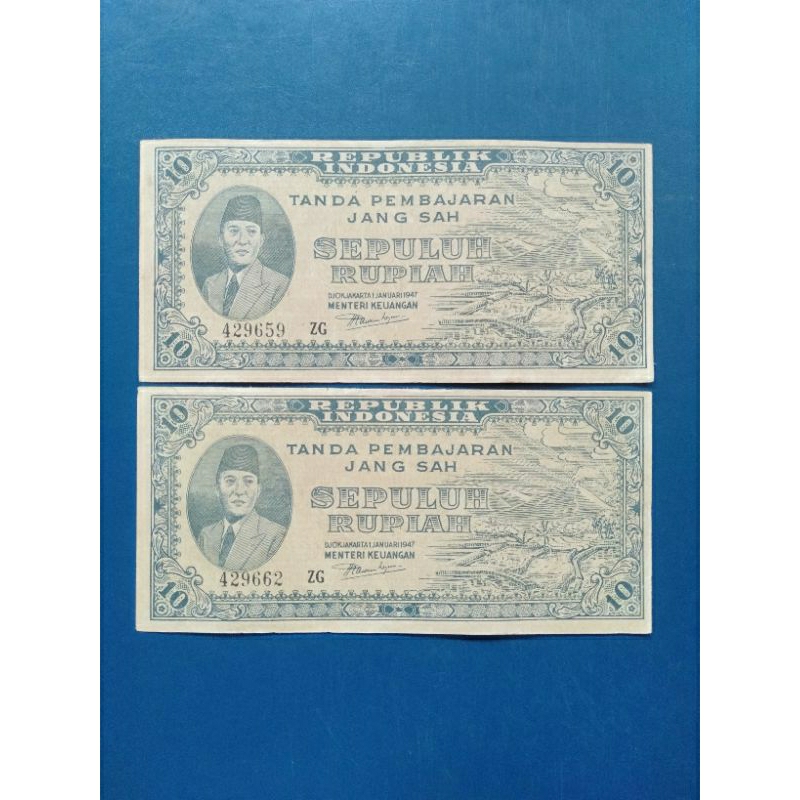 10 REPUBLIK 10
INDONESIA
TANDA PEMBAJARAN
JANG SAH
SEPULUH
RUPIAH
DJOKJAKARTA 1 JANUARI 1947
MENTERI KEUANGAN
429659 ZG
10 10
10 REPUBLIK 10
INDONESIA
TANDA PEMBAJARAN
JANG SAH
SEPULUH
RUPIAH
DJOKJAKARTA 1 JANUARI 1947
MENTERI KEUANGAN
429662 ZG
10 10